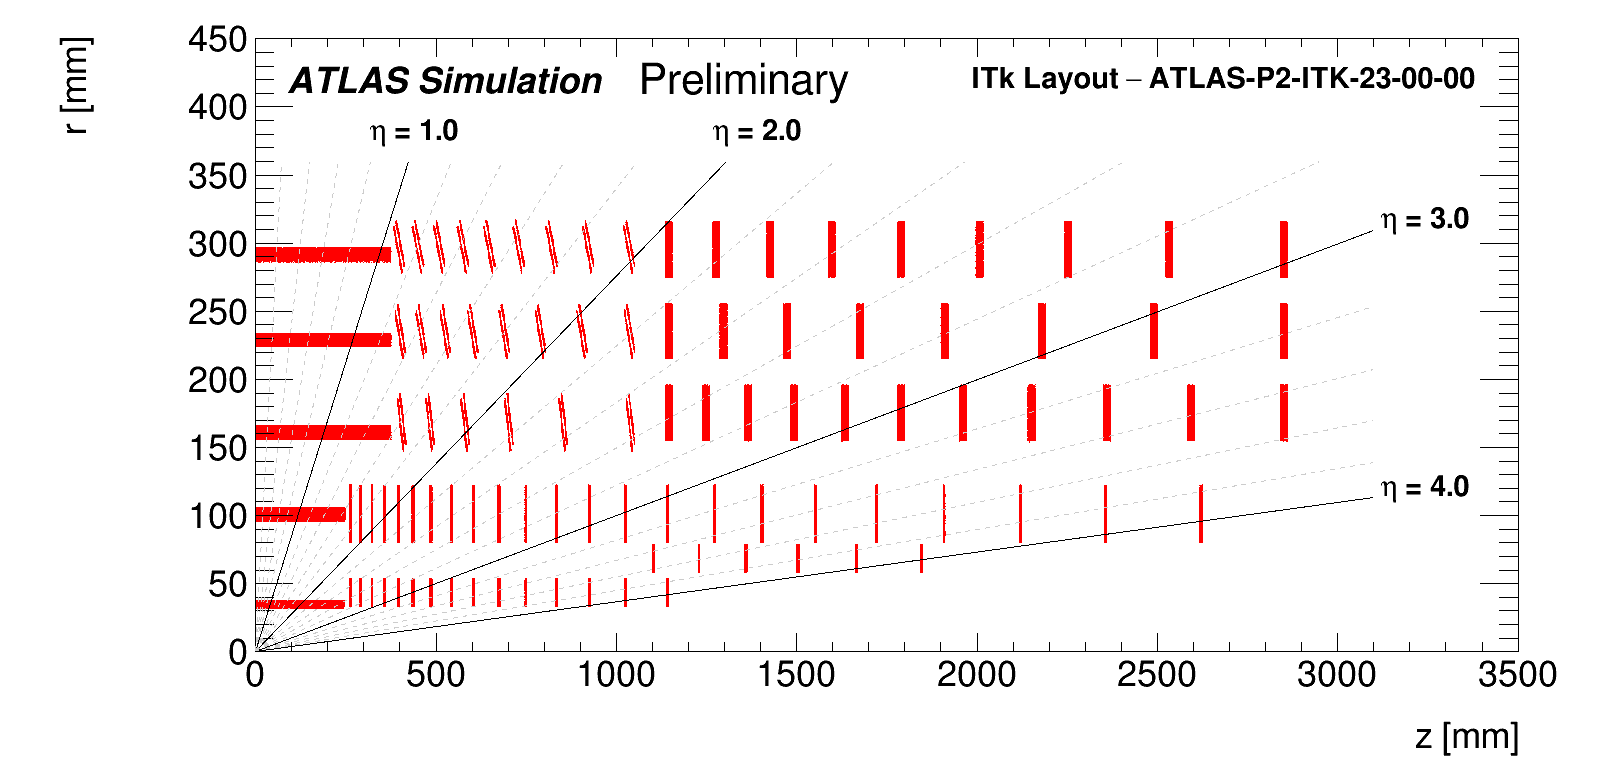 r [mm]
450
400
350
300
250
200
150
100
50
0
ATLAS Simulation Preliminary
ITk Layout – ATLAS-P2-ITK-23-00-00
η = 1.0
η = 2.0
η = 3.0
η = 4.0
0 500 1000 1500 2000 2500 3000 3500
z [mm]